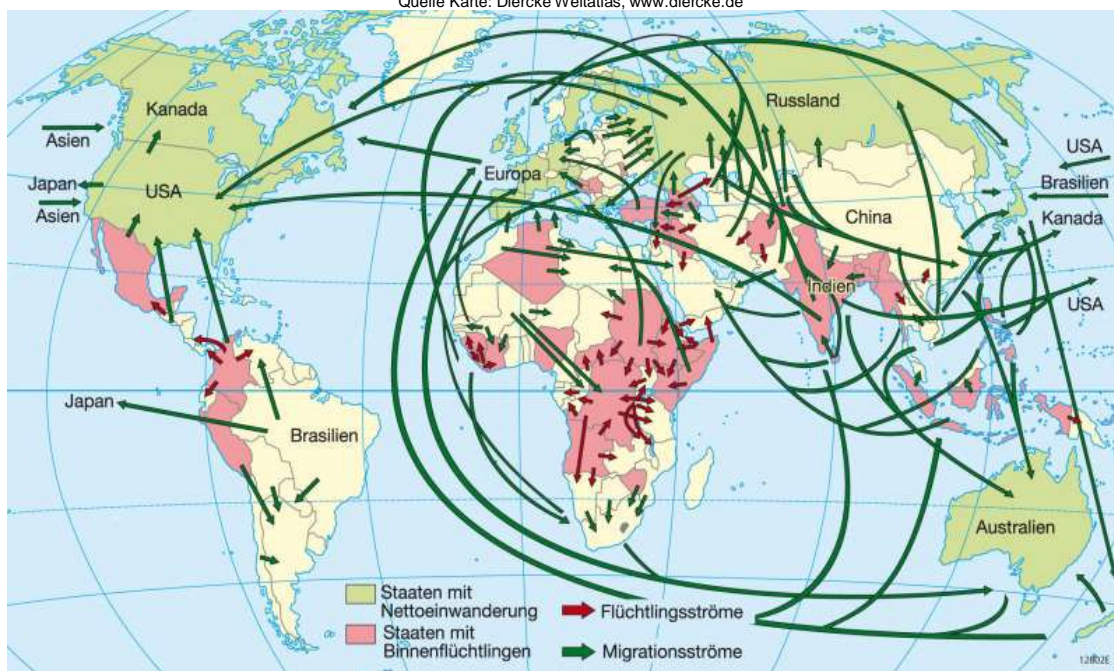 Quelle Karte: Diercke Weltatlas, www.diercke.de
Kanada
Russland
Asien
USA
Europa
Japan
USA
Brasilien
Asien
China
Kanada
Indien
USA
Japan
Brasilien
Australien
Staaten mit
Nettoeinwanderung
Flüchtlingsströme
Staaten mit
Binnenflüchtlingen
Migrationsströme
12802E